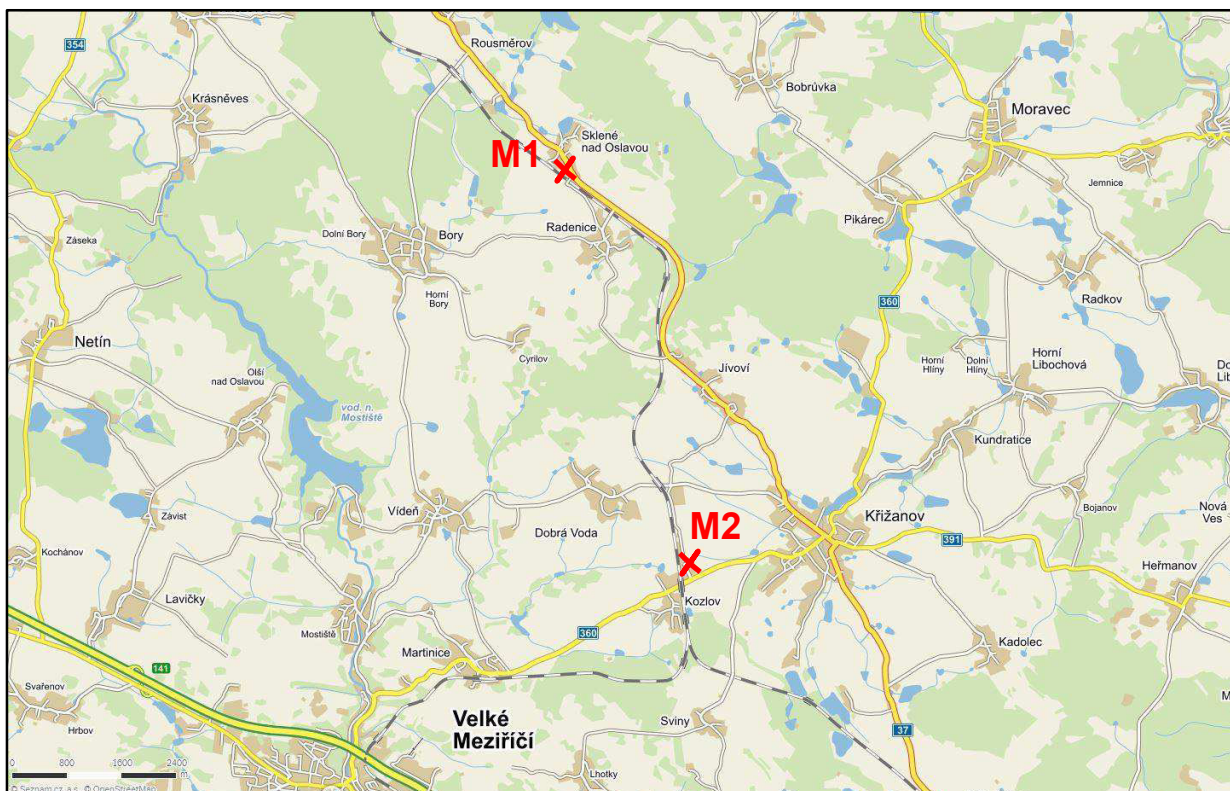 354
Rousměrov
Krásněves
Bobrůvka
Moravec
Sklené
nad Oslavou
M1
Jemnice
Pikárec
Radenice
Dolní Bory
Bory
Záseka
Horní
Bory
360
Radkov
Netín
Cyrilov
Horní
Hlíny
Dolní
Hlíny
Horní
Libochová
Jívoví
Olší
nad Oslavou
vod. n.
Mostiště
Kundratice
Závist
Vídeň
Dobrá Voda
M2
Křižanov
Bojanov
Nová
Ves
391
Kochánov
Heřmanov
Lavičky
Kozlov
Mostiště
360
Martinice
Kadolec
141
Svařenov
Hrbov
Velké
Meziříčí
Sviny
37
Lhotky
0 800 1600 2400
m
© Seznam.cz, a.s., © OpenStreetMap